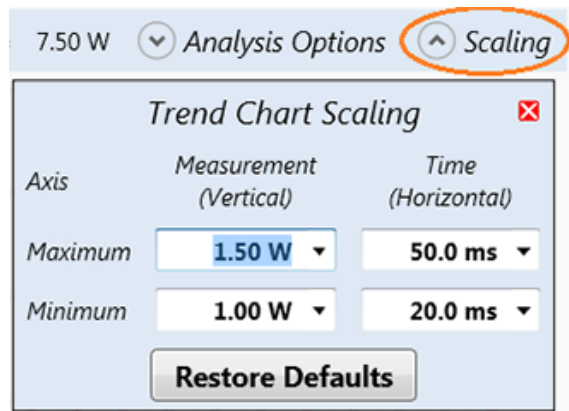 7.50 W Analysis Options Scaling
Trend Chart Scaling
Axis Measurement (Vertical) Time (Horizontal)
Maximum 1.50 W 50.0 ms
Minimum 1.00 W 20.0 ms
Restore Defaults